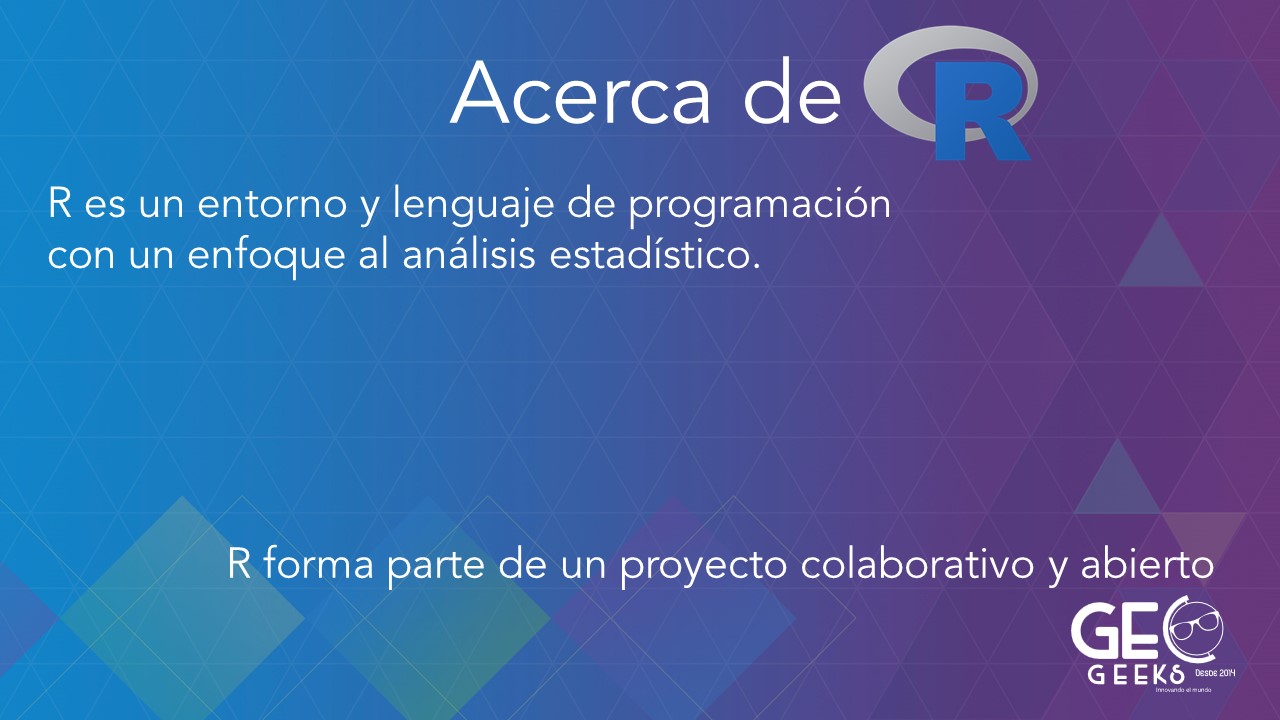 Acerca de R
R es un entorno y lenguaje de programación
con un enfoque al análisis estadístico.
R forma parte de un proyecto colaborativo y abierto
GEO
GEEKS Desde 2014
Innovando el mundo